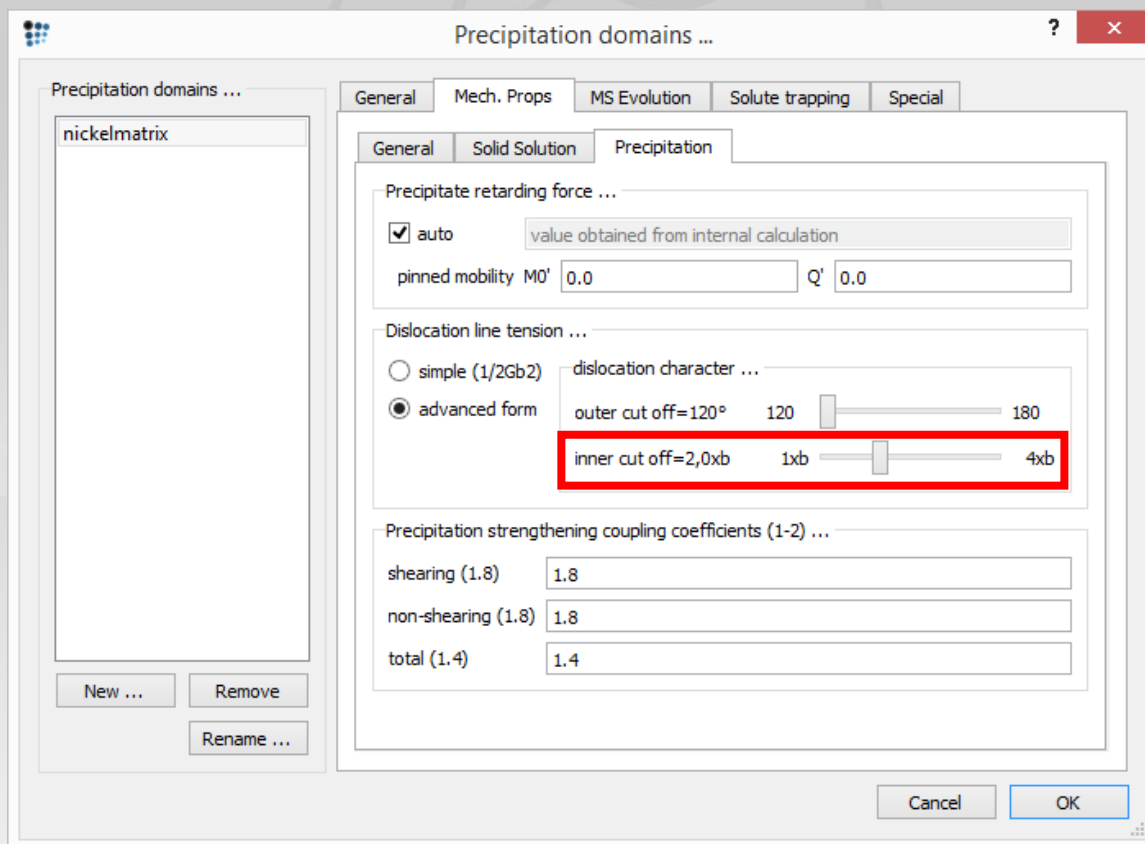 Precipitation domains ...
?
Precipitation domains ...
nickelmatrix
New ...
Remove
Rename ...
General
Mech. Props
MS Evolution
Solute trapping
Special
General
Solid Solution
Precipitation
Precipitate retarding force ...
auto
value obtained from internal calculation
pinned mobility M0' 0.0 Q' 0.0
Dislocation line tension ...
simple (1/2Gb2)
advanced form
dislocation character ...
outer cut off=120° 120 180
inner cut off=2,0xb 1xb 4xb
Precipitation strengthening coupling coefficients (1-2) ...
shearing (1.8) 1.8
non-shearing (1.8) 1.8
total (1.4) 1.4
Cancel
OK